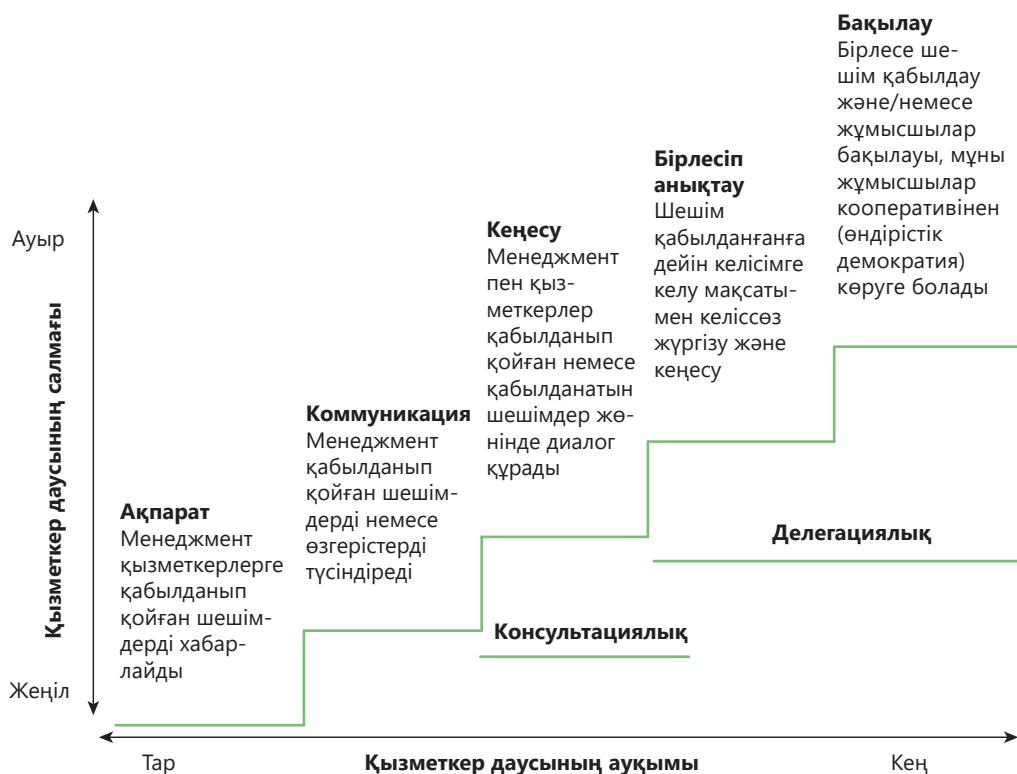 Бақылау
Бірлесе ше-
шім қабылдау
және/немесе
жұмысшылар
бақылауы, мұны
жұмысшылар
кооперативінен
(өндірістік
демократия)
көруге болады
Бірлесіп
анықтау
Шешім
қабылданғанға
дейін келісімге
келу мақсаты-
мен келіссөз
жүргізу және
кеңесу
Кеңесу
Менеджмент
пен қыз-
меткерлер
қабылданып
қойған немесе
қабылданатын
шешімдер жө-
нінде диалог
құрады
Коммуникация
Менеджмент
қабылданып
қойған шешім-
дерді немесе
өзгерістерді
түсіндіреді
Ақпарат
Менеджмент
қызметкерлерге
қабылданып
қойған шешім-
дерді хабар-
лайды
Ауыр
Қызметкер даусының салмағы
Жеңіл
Делегациялық
Консультациялық
Тар
Қызметкер даусының ауқымы
Кең